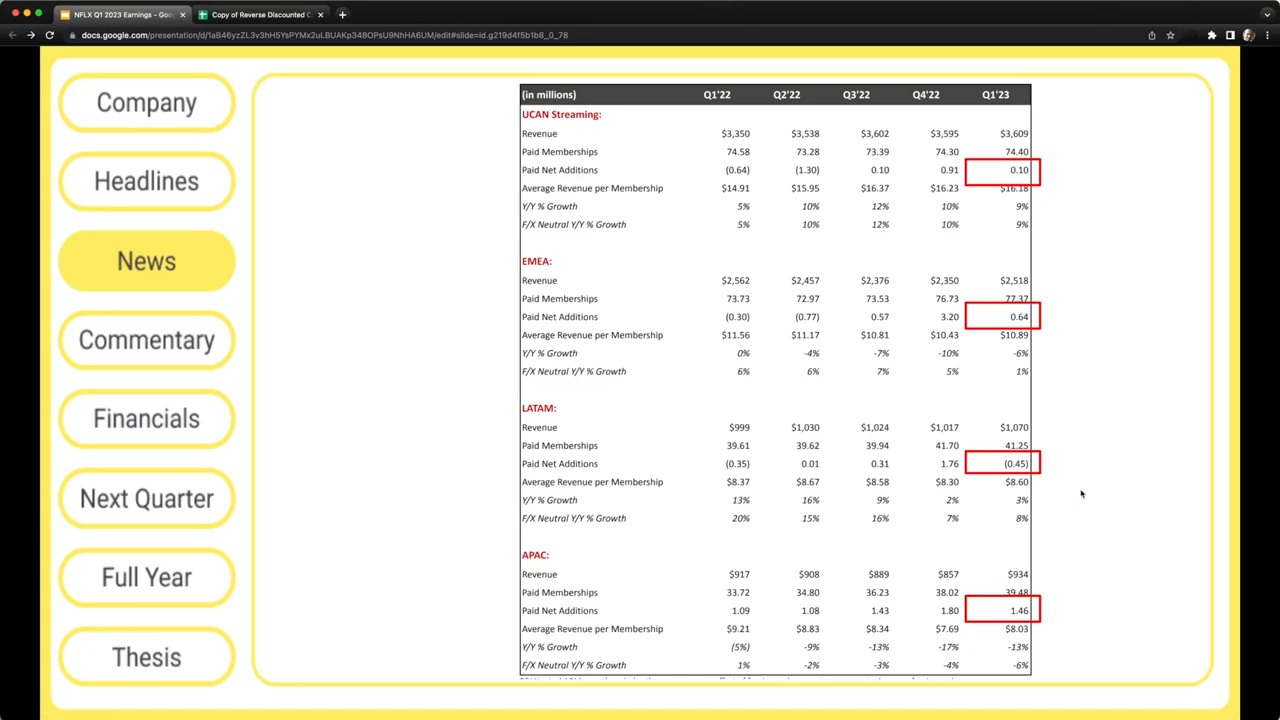 NFLX Q1 2023 Earnings - Goo
Copy of Reverse Discounted C
docs.google.com/presentation/d/1aB46yzZL3v3hH5YsPYMx2uLBUAKp348OPsU9NhHA6UM/edit#slide=id.g219d4f5b1b8_0_78
Company
Headlines
News
Commentary
Financials
Next Quarter
Full Year
Thesis
(in millions) Q1'22 Q2'22 Q3'22 Q4'22 Q1'23
UCAN Streaming:
Revenue $3,350 $3,538 $3,602 $3,595 $3,609
Paid Memberships 74.58 73.28 73.39 74.30 74.40
Paid Net Additions (0.64) (1.30) 0.10 0.91 0.10
Average Revenue per Membership $14.91 $15.95 $16.37 $16.23 $16.18
Y/Y % Growth 5% 10% 12% 10% 9%
F/X Neutral Y/Y % Growth 5% 10% 12% 10% 9%
EMEA:
Revenue $2,562 $2,457 $2,376 $2,350 $2,518
Paid Memberships 73.73 72.97 73.53 76.73 77.37
Paid Net Additions (0.30) (0.77) 0.57 3.20 0.64
Average Revenue per Membership $11.56 $11.17 $10.81 $10.43 $10.89
Y/Y % Growth 0% -4% -7% -10% -6%
F/X Neutral Y/Y % Growth 6% 6% 7% 5% 1%
LATAM:
Revenue $999 $1,030 $1,024 $1,017 $1,070
Paid Memberships 39.61 39.62 39.94 41.70 41.25
Paid Net Additions (0.35) 0.01 0.31 1.76 (0.45)
Average Revenue per Membership $8.37 $8.67 $8.58 $8.30 $8.60
Y/Y % Growth 13% 16% 9% 2% 3%
F/X Neutral Y/Y % Growth 20% 15% 16% 7% 8%
APAC:
Revenue $917 $908 $889 $857 $934
Paid Memberships 33.72 34.80 36.23 38.02 39.48
Paid Net Additions 1.09 1.08 1.43 1.80 1.46
Average Revenue per Membership $9.21 $8.83 $8.34 $7.69 $8.03
Y/Y % Growth (5%) -9% -13% -17% -13%
F/X Neutral Y/Y % Growth 1% -2% -3% -4% -6%